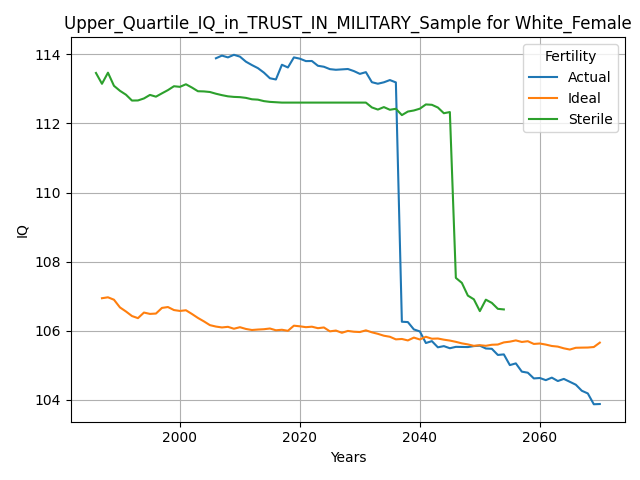 Upper_Quartile_IQ_in_TRUST_IN_MILITARY_Sample for White_Female
Fertility
Actual
Ideal
Sterile
114
112
110
108
106
104
IQ
2000
2020
2040
2060
Years